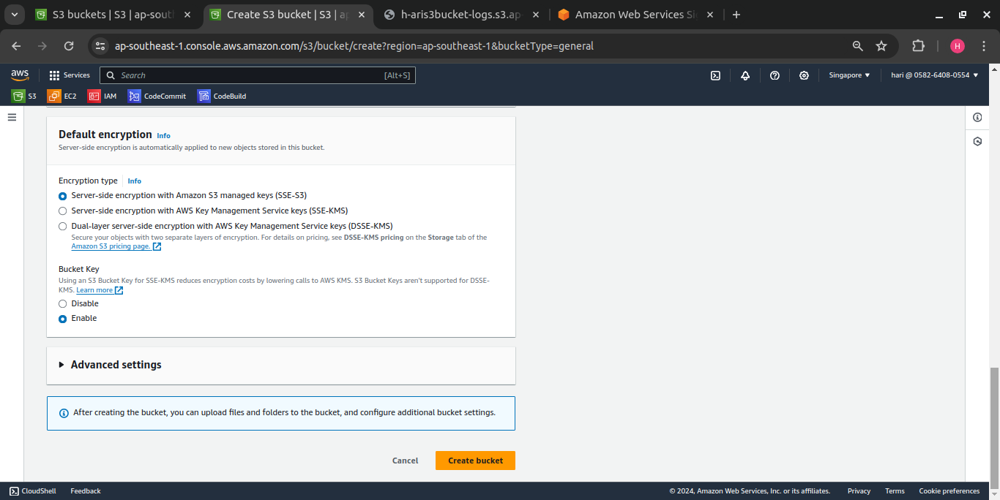 S3 buckets | S3 | ap-sout
Create S3 bucket | S3 | a
h-aris3bucket-logs.s3.ap
Amazon Web Services Si
ap-southeast-1.console.aws.amazon.com/s3/bucket/create?region=ap-southeast-1&bucketType=general
H
aws
Services
Search
[Alt+S]
Singapore
hari @ 0582-6408-0554
S3
EC2
IAM
CodeCommit
CodeBuild
Default encryption Info
Server-side encryption is automatically applied to new objects stored in this bucket.
Encryption type Info
Server-side encryption with Amazon S3 managed keys (SSE-S3)
Server-side encryption with AWS Key Management Service keys (SSE-KMS)
Dual-layer server-side encryption with AWS Key Management Service keys (DSSE-KMS)
Secure your objects with two separate layers of encryption. For details on pricing, see DSSE-KMS pricing on the Storage tab of the
Amazon S3 pricing page.
Bucket Key
Using an S3 Bucket Key for SSE-KMS reduces encryption costs by lowering calls to AWS KMS. S3 Bucket Keys aren't supported for DSSE-
KMS. Learn more
Disable
Enable
Advanced settings
After creating the bucket, you can upload files and folders to the bucket, and configure additional bucket settings.
Cancel
Create bucket
CloudShell
Feedback
© 2024, Amazon Web Services, Inc. or its affiliates.
Privacy
Terms
Cookie preferences